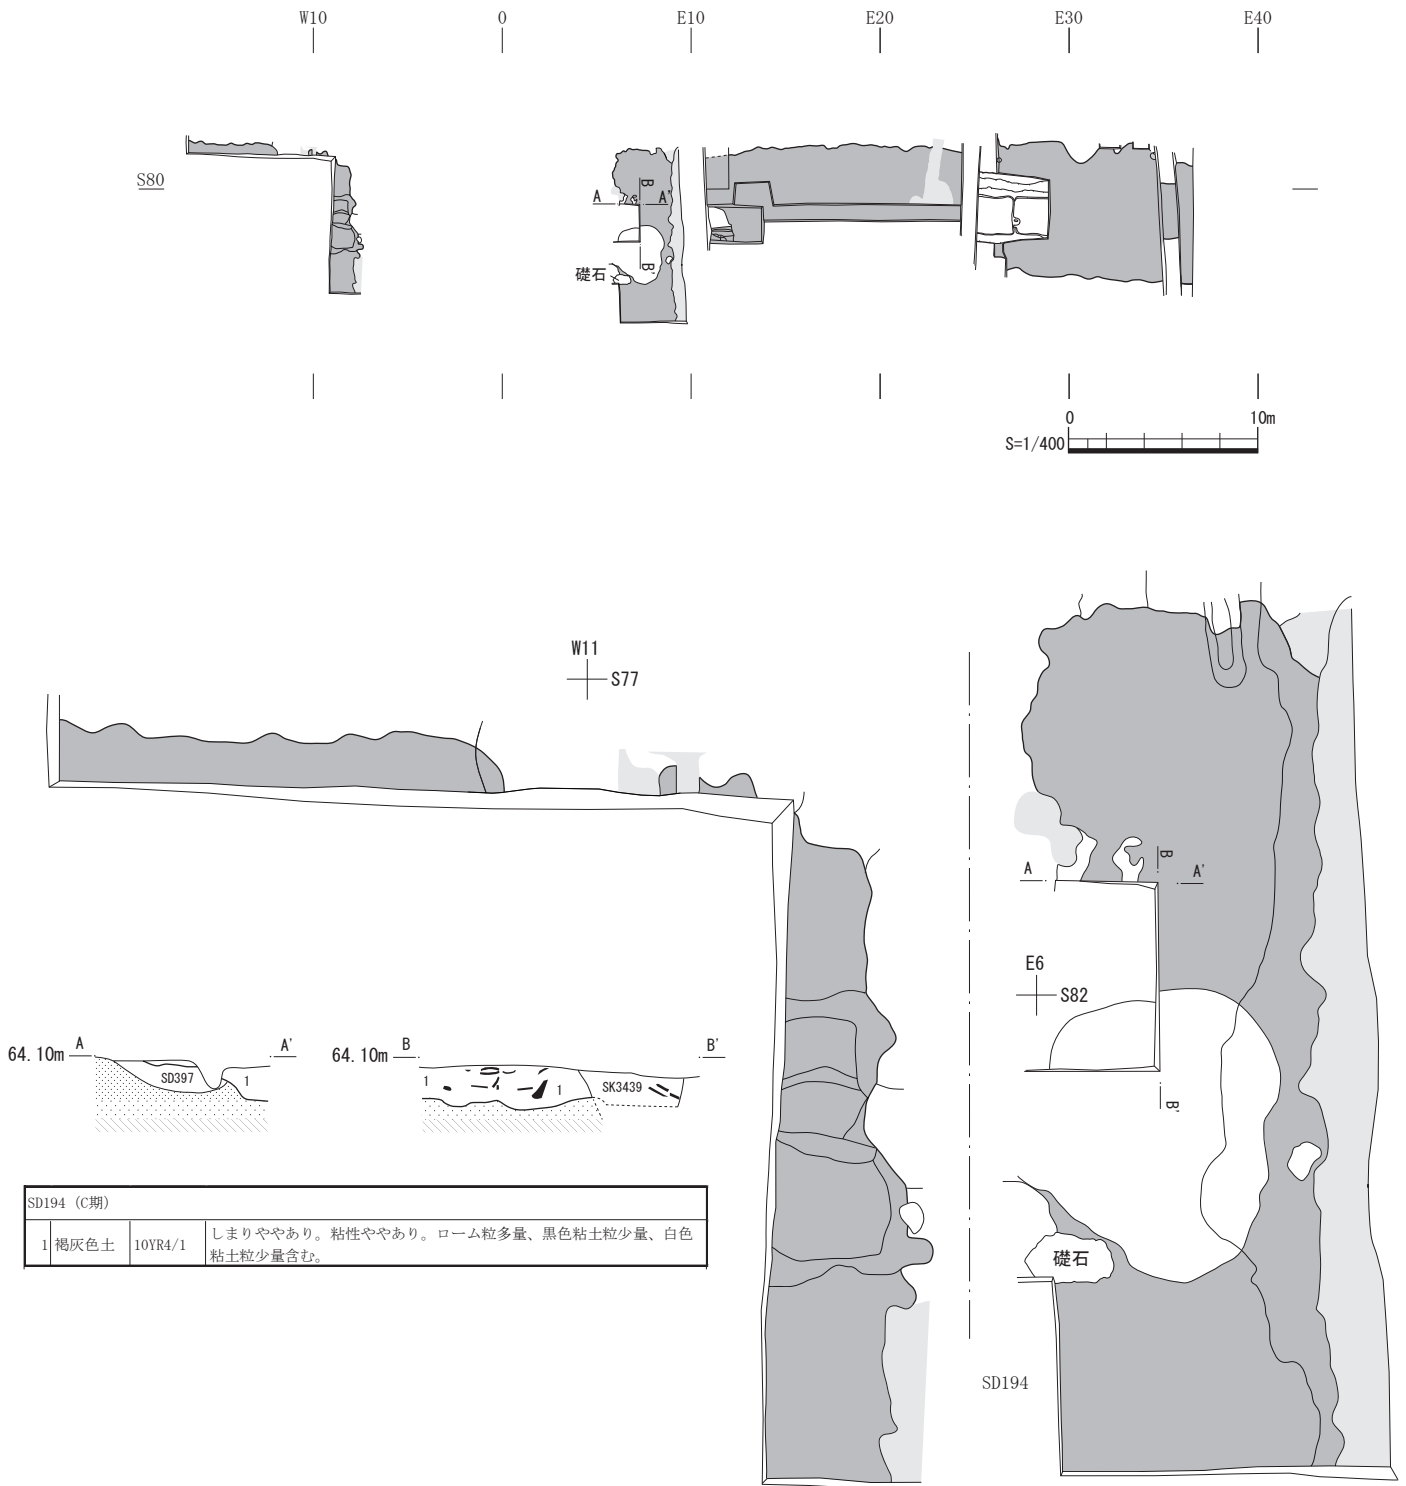 W10 0 E10 E20 E30 E40
S80
A A'
B
B'
礎石
0 10m
S=1/400
W11
S77
A B A'
E6
S82
B'
64.10m A A'
SD397 1
64.10m B B'
1 1 SK3439
礎石
SD194
SD194 (C期)
1 褐灰色土 10YR4/1 しまりややあり。粘性ややあり。ローム粒多量、黒色粘土粒少量、白色
粘土粒少量含む。